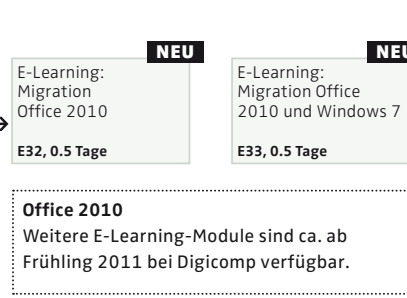 NEU
E-Learning:
Migration
Office 2010
E32, 0.5 Tage
NEU
E-Learning:
Migration Office
2010 und Windows 7
E33, 0.5 Tage
Office 2010
Weitere E-Learning-Module sind ca. ab
Frühling 2011 bei Digicomp verfügbar.